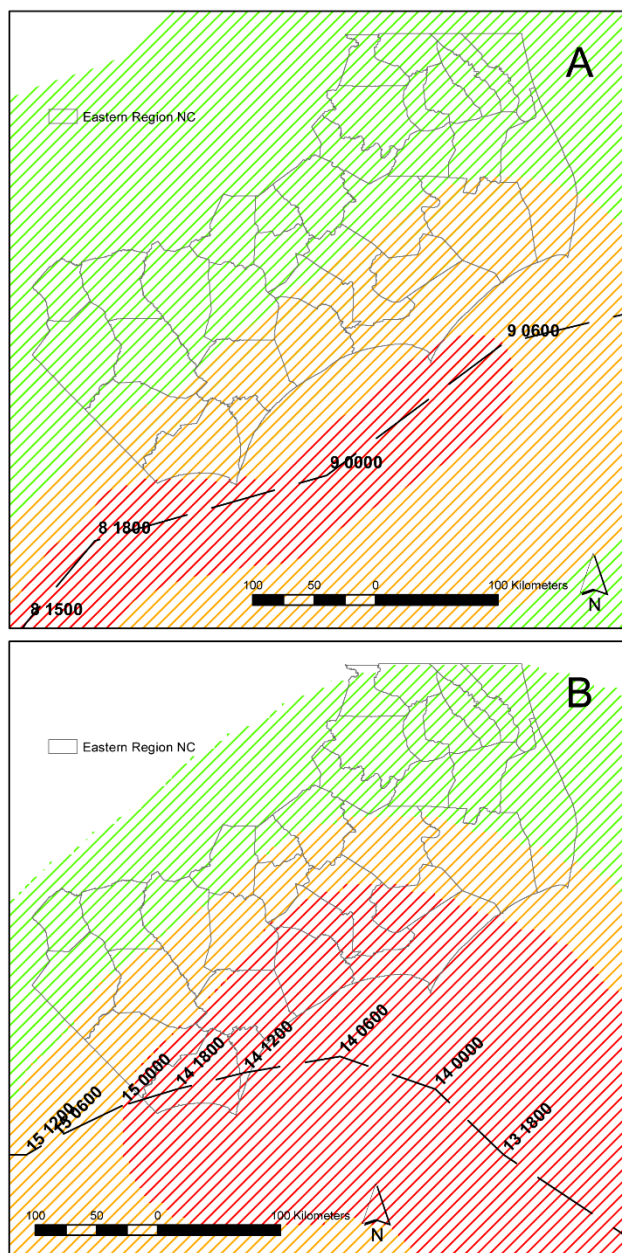 A
Eastern Region NC
9 0600
9 0000
8 1800
8 1500
100 50 0 100 Kilometers
N
B
Eastern Region NC
14 0600
14 1200
14 1800
15 0000
15 0600
15 1200
14 0000
13 1800
100 50 0 100 Kilometers
N